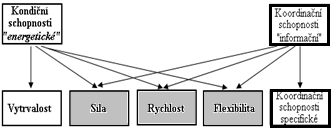 Kondiční
schopnosti
"energetické"
Koordinační
schopnosti
"informační"
Vytrvalost
Síla
Rychlost
Flexibilita
Koordinační
schopnosti
specifické